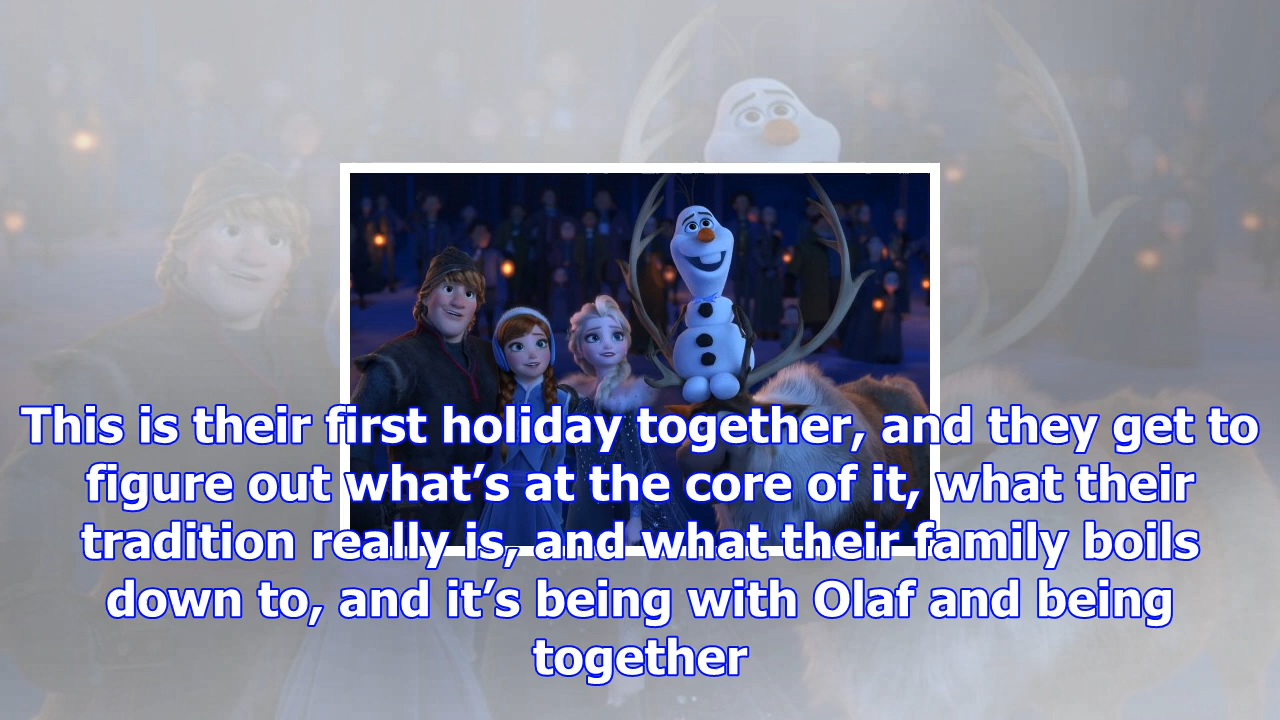 This is their first holiday together, and they get to
figure out what’s at the core of it, what their
tradition really is, and what their family boils
down to, and it’s being with Olaf and being
together